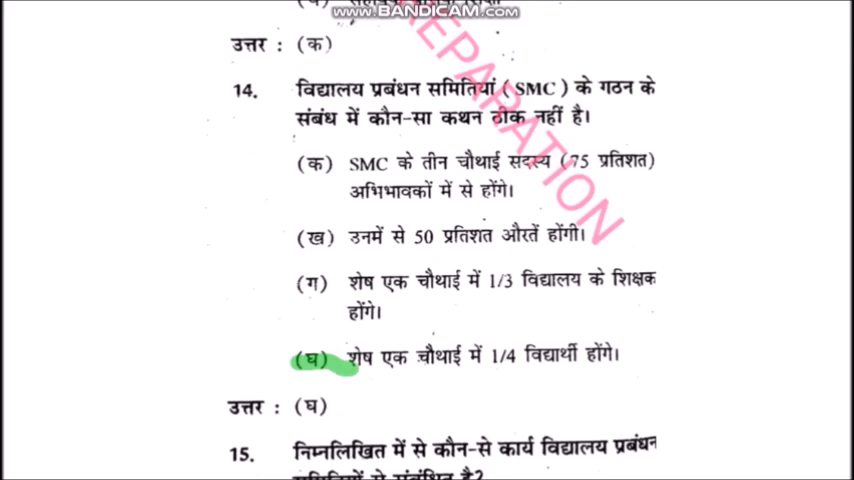 www.BANDICAM.com
उत्तर : (क)
PREPARATION
14. विद्यालय प्रबंधन समितियां (SMC) के गठन के
संबंध में कौन-सा कथन ठीक नहीं है।
(क) SMC के तीन चौथाई सदस्य (75 प्रतिशत)
अभिभावकों में से होंगे।
(ख) उनमें से 50 प्रतिशत औरतें होंगी।
(ग) शेष एक चौथाई में 1/3 विद्यालय के शिक्षक
होंगे।
(घ) शेष एक चौथाई में 1/4 विद्यार्थी होंगे।
उत्तर : (घ)
15. निम्नलिखित में से कौन-से कार्य विद्यालय प्रबंधन
समितियों से संबंधित है?